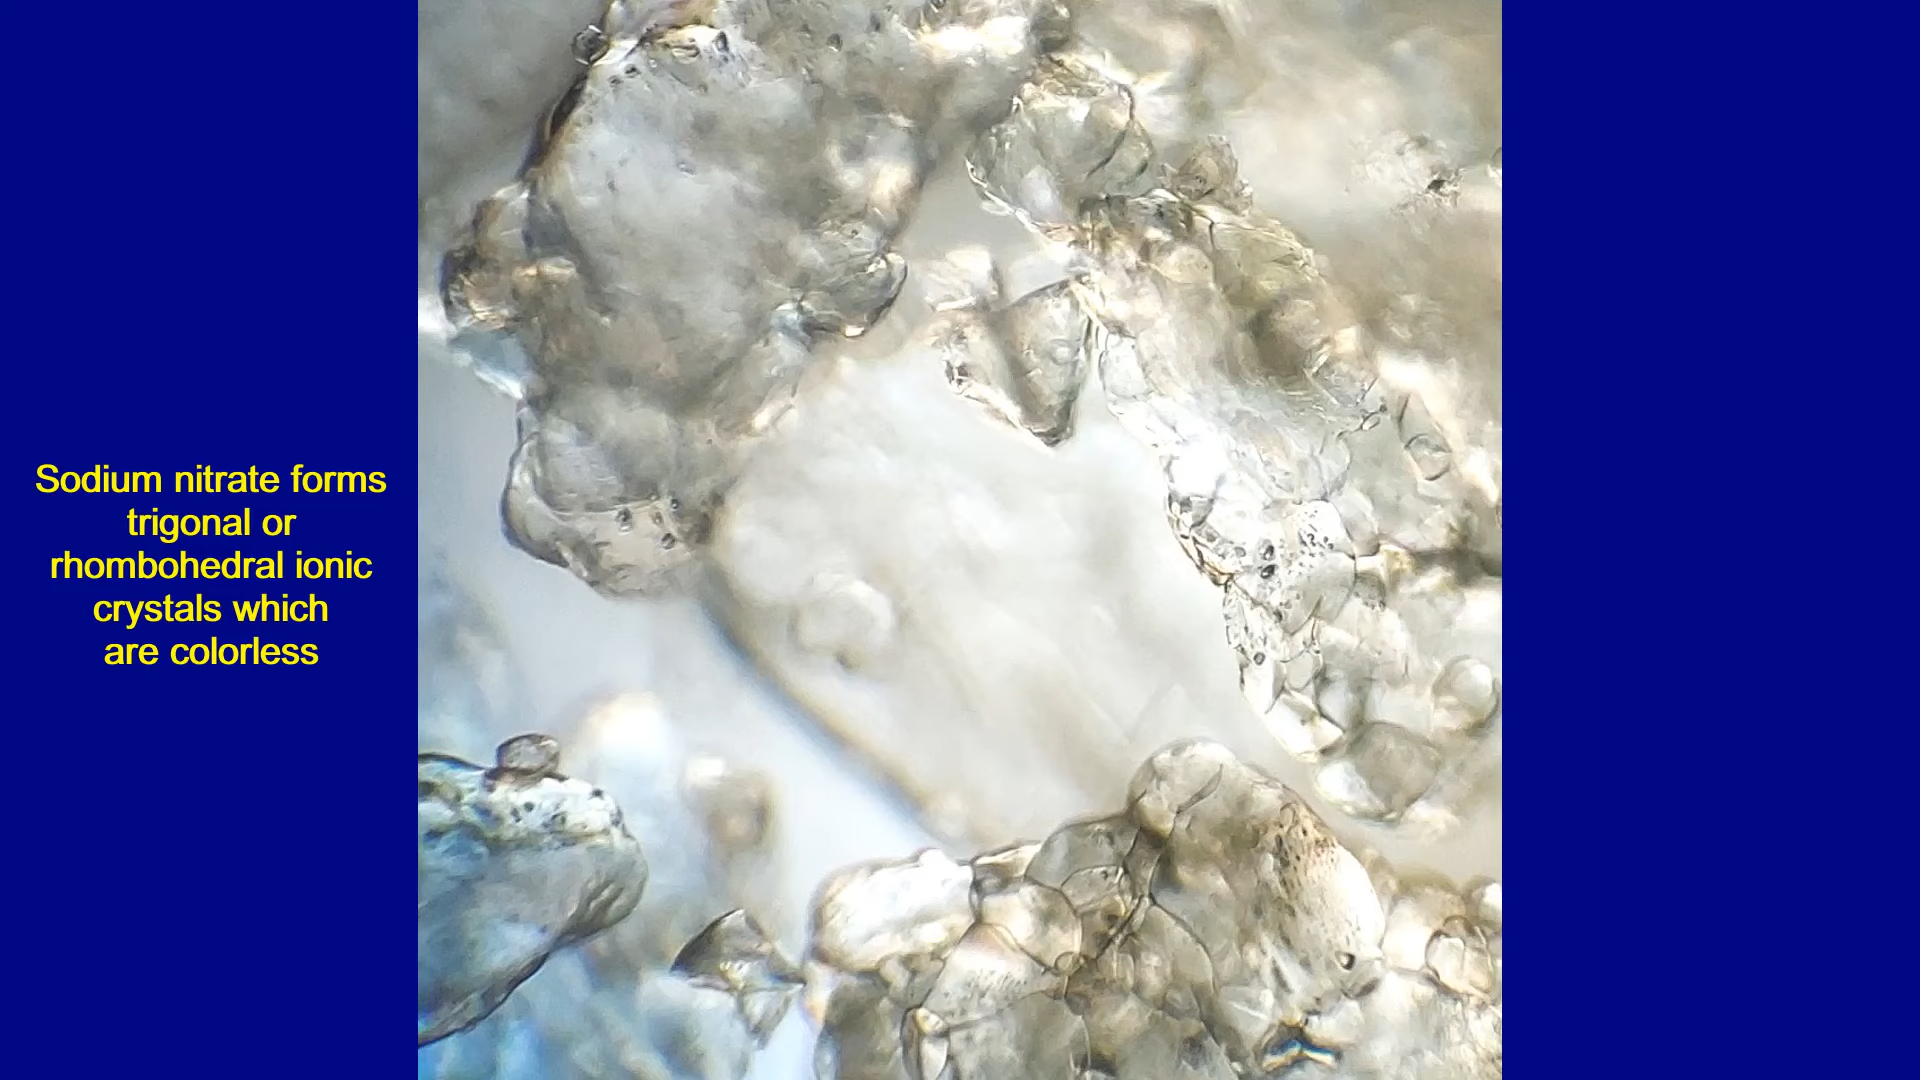 Sodium nitrate forms
trigonal or
rhombohedral ionic
crystals which
are colorless